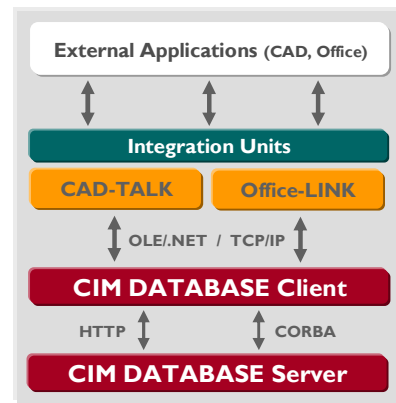 External Applications (CAD, Office)
Integration Units
CAD-TALK Office-LINK
OLE/.NET / TCP/IP
CIM DATABASE Client
HTTP CORBA
CIM DATABASE Server